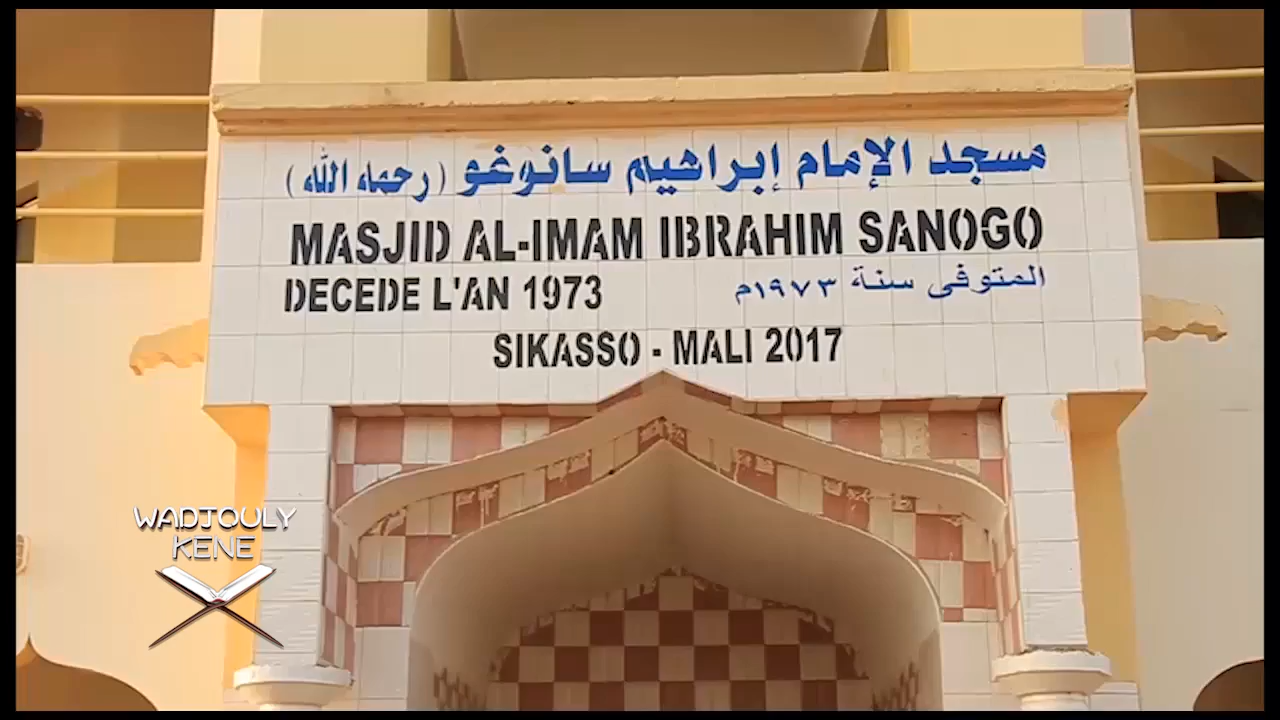 مسجد الإمام إبراهيم سانوغو (رحمه الله)
MASJID AL-IMAM IBRAHIM SANOGO
DECEDE L'AN 1973 المتوفى سنة ١٩٧٣م
SIKASSO - MALI 2017
WADJOULY
KENE